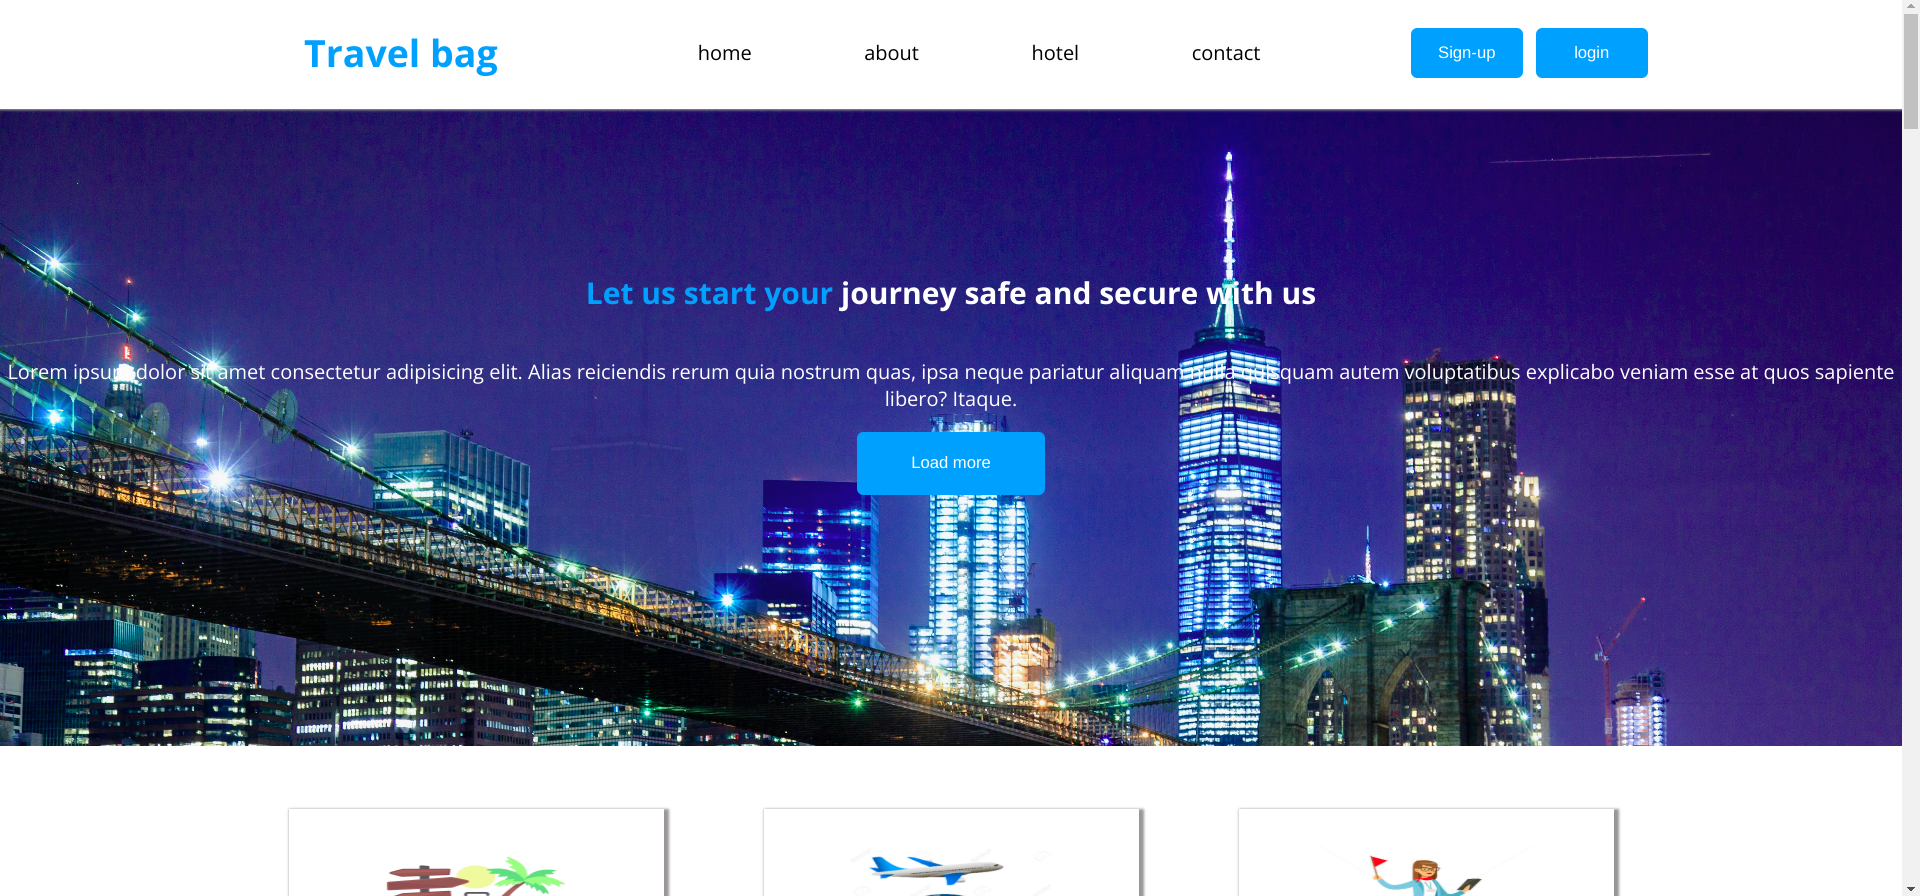 Travel bag
home
about
hotel
contact
Sign-up
login
Let us start your journey safe and secure with us
Lorem ipsum dolor sit amet consectetur adipisicing elit. Alias reiciendis rerum quia nostrum quas, ipsa neque pariatur aliquam quam autem voluptatibus explicabo veniam esse at quos sapiente
libero? Itaque.
Load more